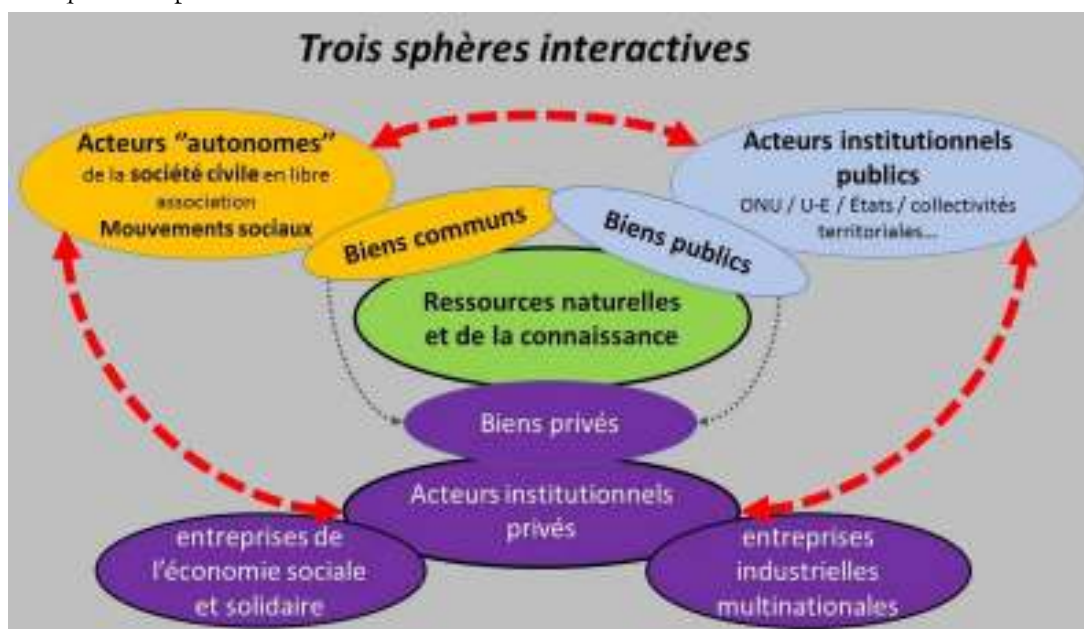 Trois sphères interactives
Acteurs "autonomes"
de la société civile en libre
association
Mouvements sociaux
Acteurs institutionnels
publics
ONU / U-E / États / collectivités
territoriales...
Biens communs
Biens publics
Ressources naturelles
et de la connaissance
Biens privés
Acteurs institutionnels
privés
entreprises de
l'économie sociale
et solidaire
entreprises
industrielles
multinationales